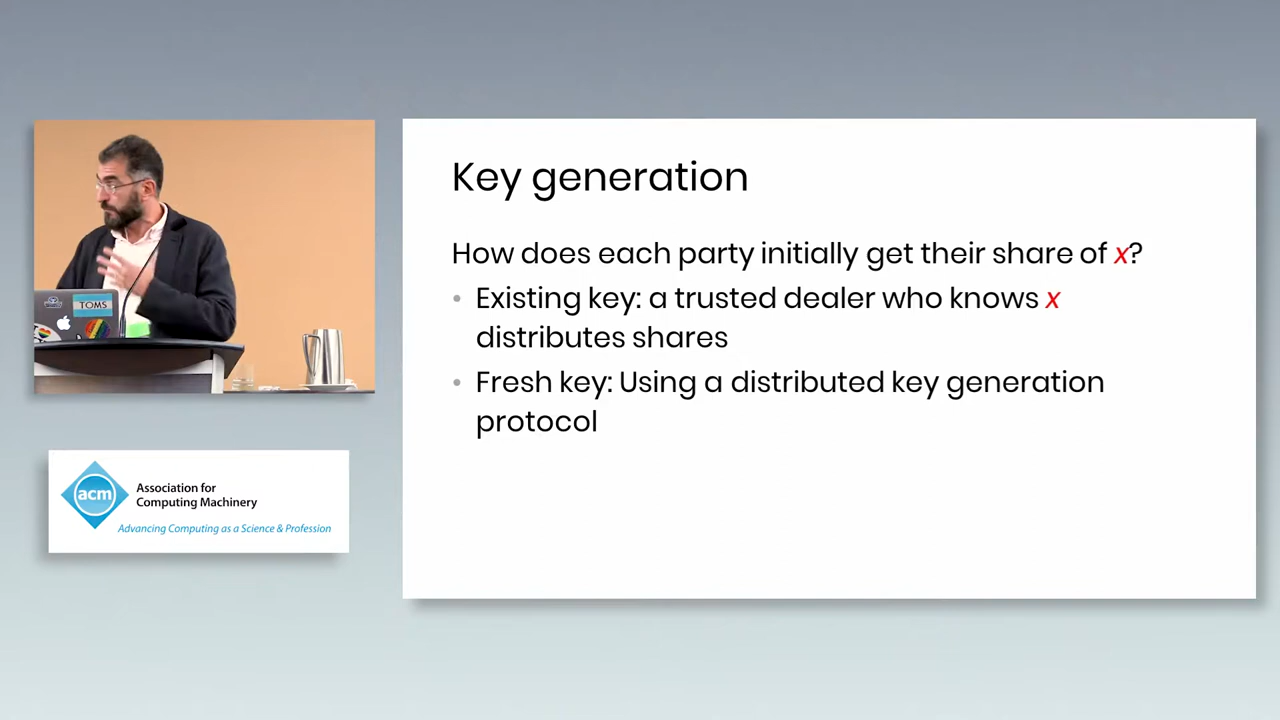 TOMS
acm
Association for
Computing Machinery
Advancing Computing as a Science & Profession
Key generation
How does each party initially get their share of x?
• Existing key: a trusted dealer who knows x
distributes shares
• Fresh key: Using a distributed key generation
protocol